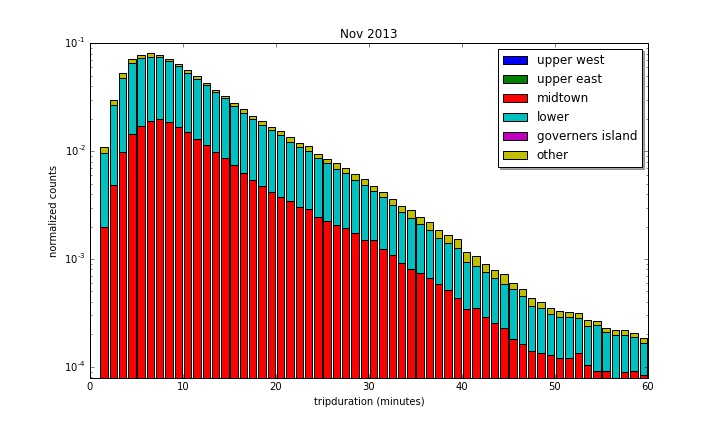 Nov 2013
10^-1
10^-2
10^-3
10^-4
normalized counts
upper west
upper east
midtown
lower
governers island
other
0 10 20 30 40 50 60
tripduration (minutes)